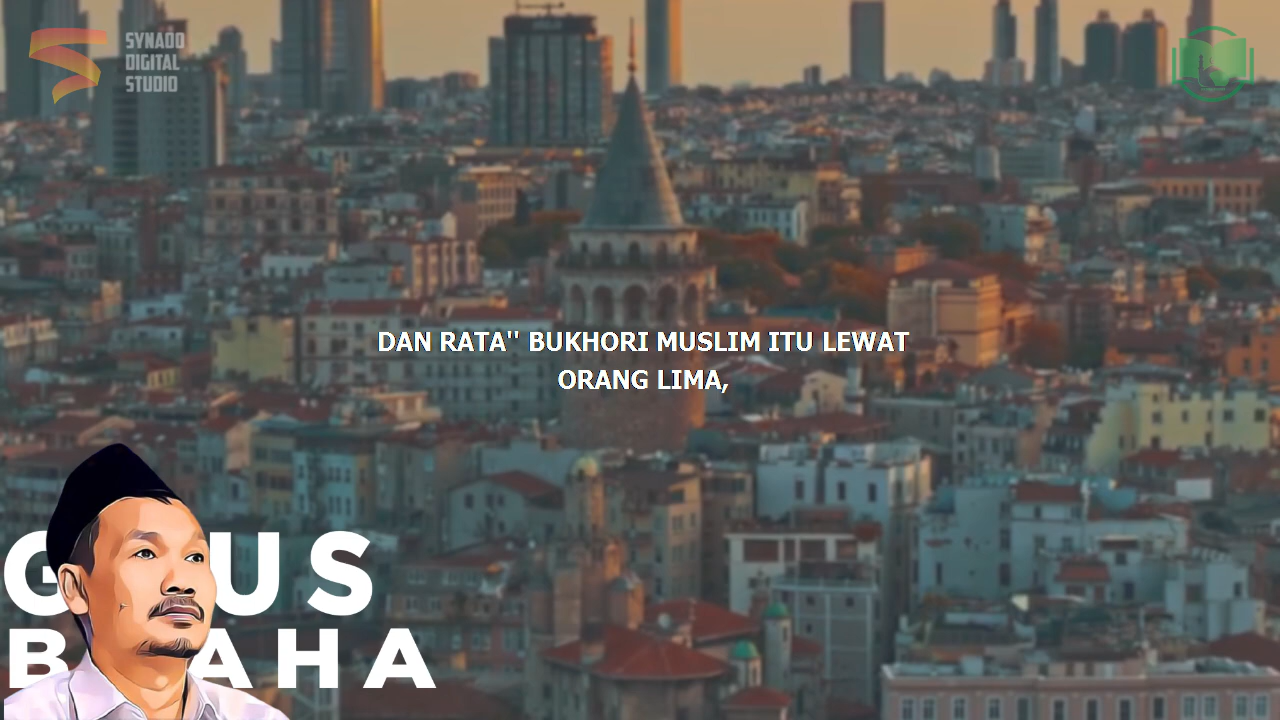 SYNADO
DIGITAL
STUDIO
DAN RATA'' BUKHORI MUSLIM ITU LEWAT
ORANG LIMA,
GUS
BAHA